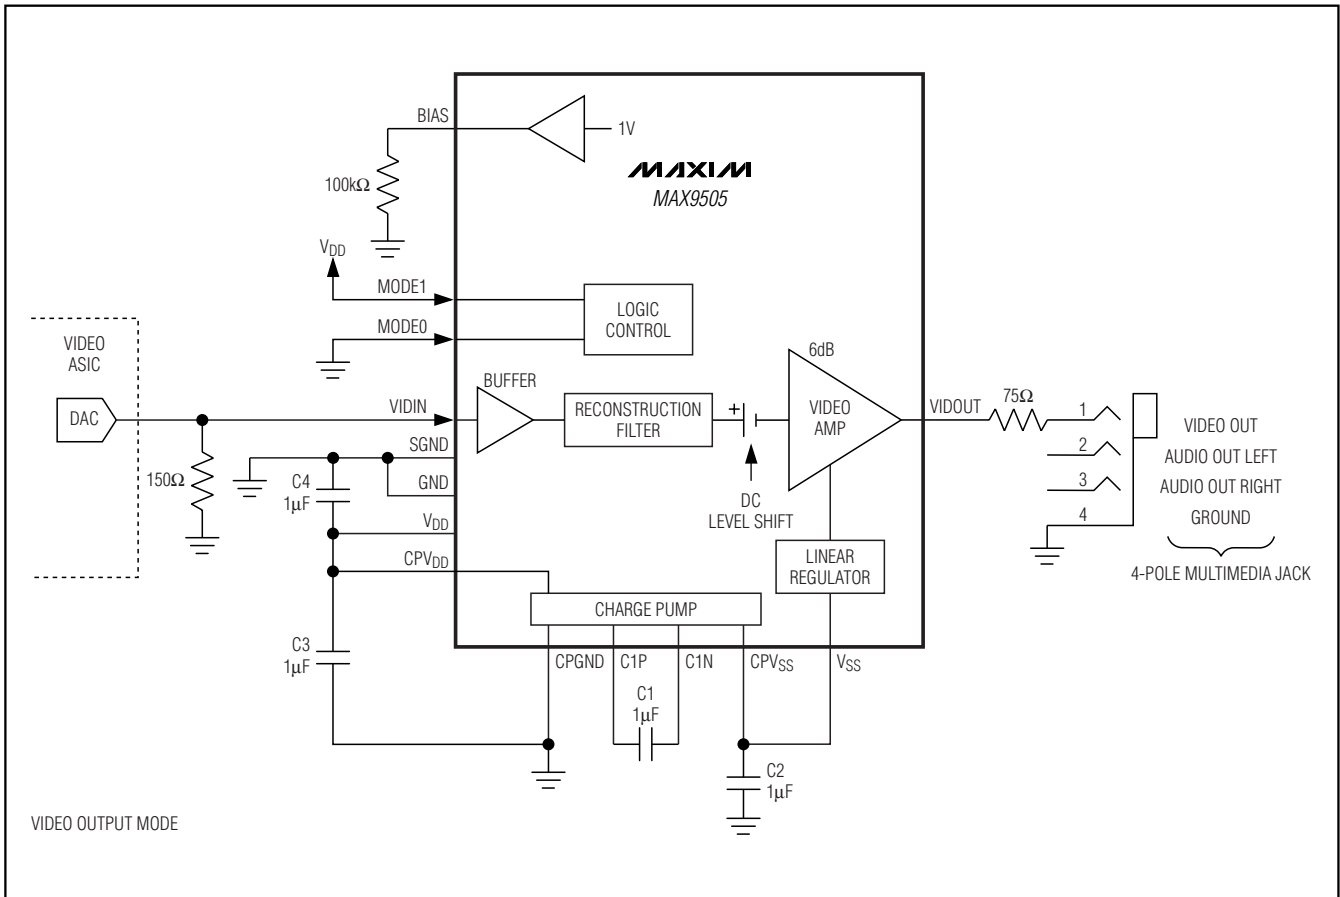 BIAS
1V
MAXIM
MAX9505
100kΩ
VDD
MODE1
MODE0
LOGIC
CONTROL
VIDEO
ASIC
DAC
150Ω
VIDIN
BUFFER
RECONSTRUCTION
FILTER
+
DC
LEVEL SHIFT
6dB
VIDEO
AMP
VIDOUT
75Ω
1
2
3
4
VIDEO OUT
AUDIO OUT LEFT
AUDIO OUT RIGHT
GROUND
4-POLE MULTIMEDIA JACK
SGND
GND
C4
1µF
VDD
CPVDD
LINEAR
REGULATOR
CHARGE PUMP
C3
1µF
CPGND
C1P
C1N
CPVSS
VSS
C1
1µF
C2
1µF
VIDEO OUTPUT MODE